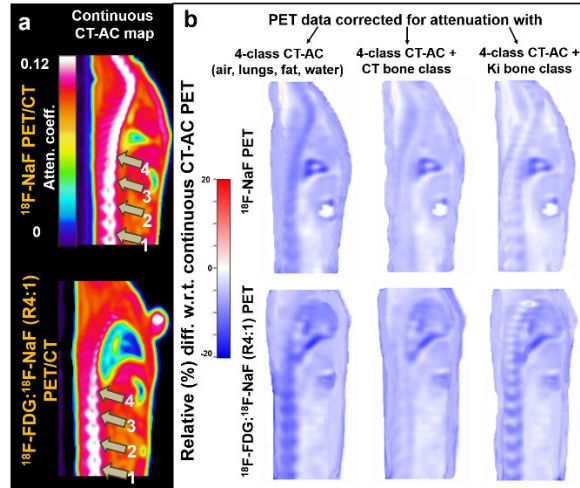 a
Continuous
CT-AC map
0.12
Atten. coeff.
0
¹⁸F-NaF PET/CT
4
3
2
1
¹⁸F-FDG:¹⁸F-NaF (R4:1)
PET/CT
4
3
2
1
b
PET data corrected for attenuation with
4-class CT-AC
(air, lungs, fat, water)
4-class CT-AC +
CT bone class
4-class CT-AC +
Ki bone class
Relative (%) diff. w.r.t. continuous CT-AC PET
20
10
0
-10
-20
¹⁸F-NaF PET
¹⁸F-FDG:¹⁸F-NaF (R4:1) PET